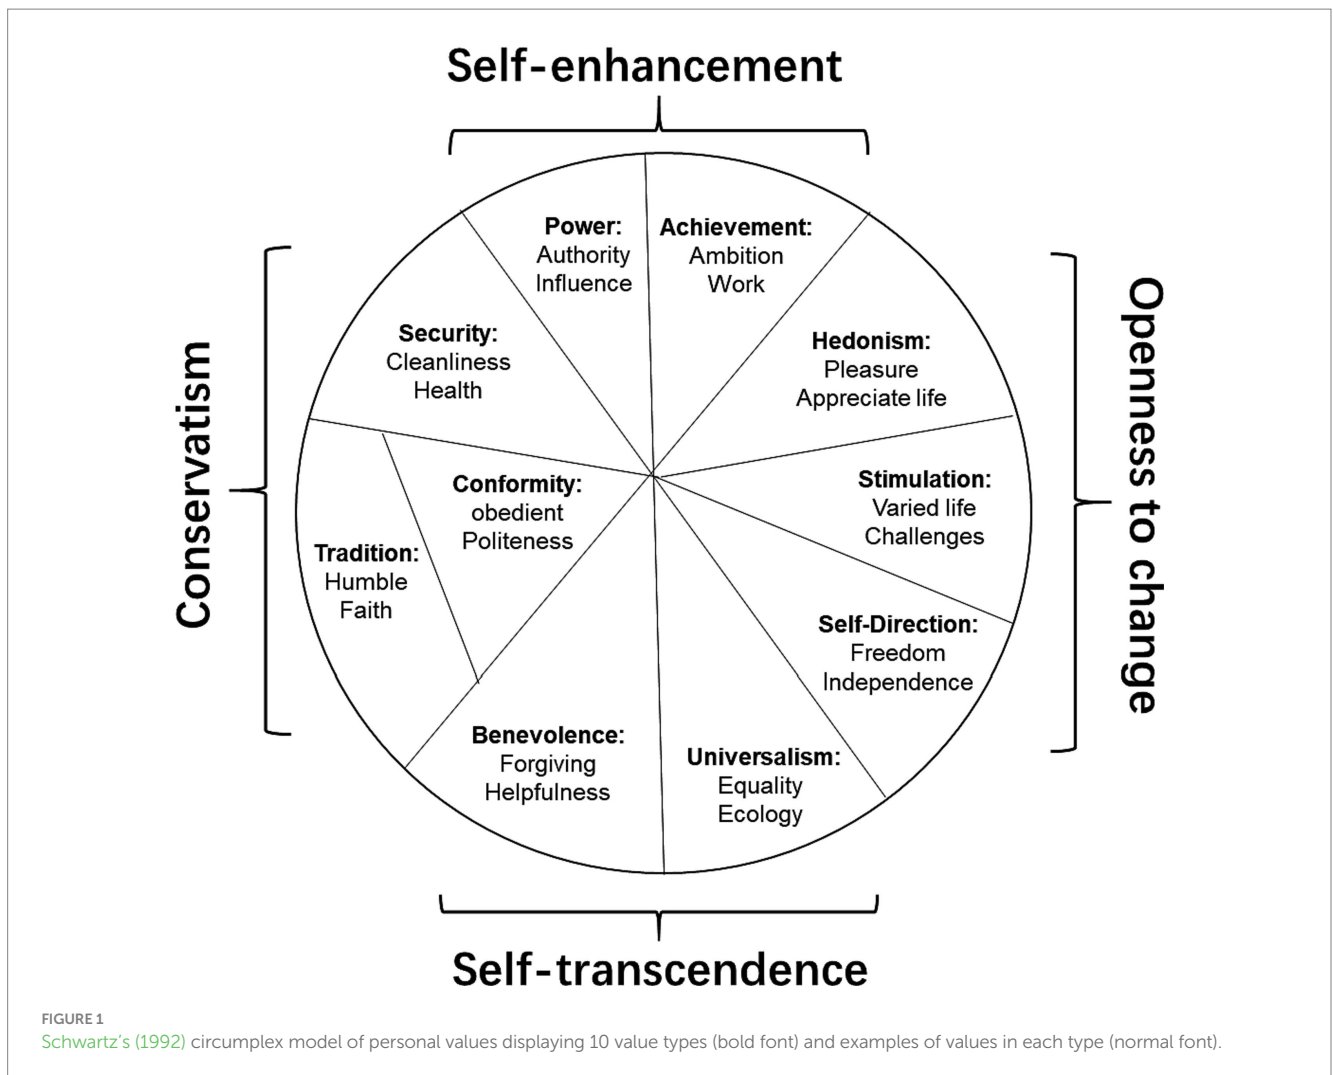 Self-enhancement
Power:
Authority
Influence
Achievement:
Ambition
Work
Security:
Cleanliness
Health
Hedonism:
Pleasure
Appreciate life
Conservatism
Openness to change
Conformity:
obedient
Politeness
Stimulation:
Varied life
Challenges
Tradition:
Humble
Faith
Self-Direction:
Freedom
Independence
Benevolence:
Forgiving
Helpfulness
Universalism:
Equality
Ecology
Self-transcendence
FIGURE 1
Schwartz's (1992) circumplex model of personal values displaying 10 value types (bold font) and examples of values in each type (normal font).